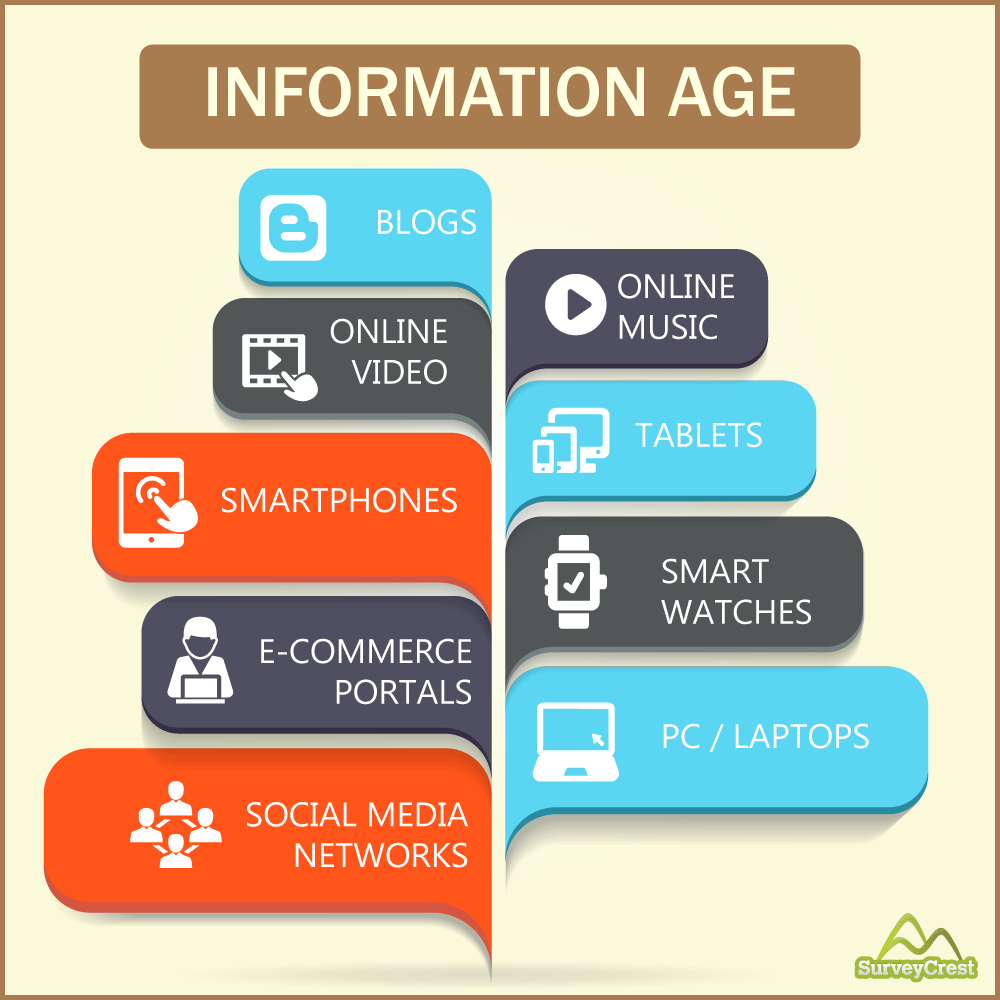 INFORMATION AGE
BLOGS
ONLINE
VIDEO
SMARTPHONES
E-COMMERCE
PORTALS
SOCIAL MEDIA
NETWORKS
ONLINE
MUSIC
TABLETS
SMART
WATCHES
PC / LAPTOPS
SurveyCrest